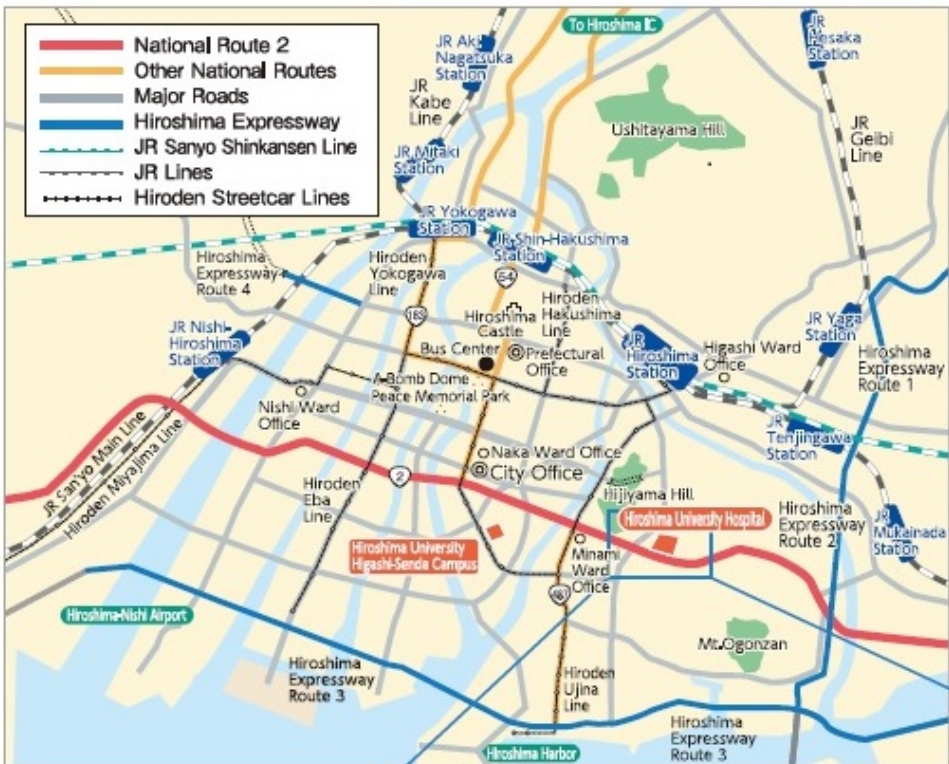 National Route 2
Other National Routes
Major Roads
Hiroshima Expressway
JR Sanyo Shinkansen Line
JR Lines
Hiroden Streetcar Lines
To Hiroshima IC
JR Aki
Nagatsuka
Station
JR
Hesaka
Station
JR
Kabe
Line
Ushitayama Hill
JR
Geibi
Line
JR Mitaki
Station
JR Yokogawa
Station
JR Shin-Hakushima
Station
Hiroshima
Expressway
Route 4
Hiroden
Yokogawa
Line
54
183
Hiroshima
Castle
Hiroden
Hakushima
Line
JR Nishi-
Hiroshima
Station
Bus Center
Prefectural
Office
JR
Hiroshima
Station
Higashi Ward
Office
JR Yaga
Station
Hiroshima
Expressway
Route 1
A-Bomb Dome
Peace Memorial Park
Nishi Ward
Office
JR
Tenjingawa
Station
JR San'yo Main Line
Hiroden Miyajima Line
2
Naka Ward Office
City Office
Hiroden
Eba
Line
Hijiyama Hill
Hiroshima University Hospital
Hiroshima
Expressway
Route 2
JR
Mukainada
Station
Hiroshima University
Higashi-Senda Campus
Minami
Ward
Office
487
Hiroshima-Nishi Airport
Mt.Ogonzan
Hiroshima
Expressway
Route 3
Hiroden
Ujina
Line
Hiroshima
Expressway
Route 3
Hiroshima Harbor